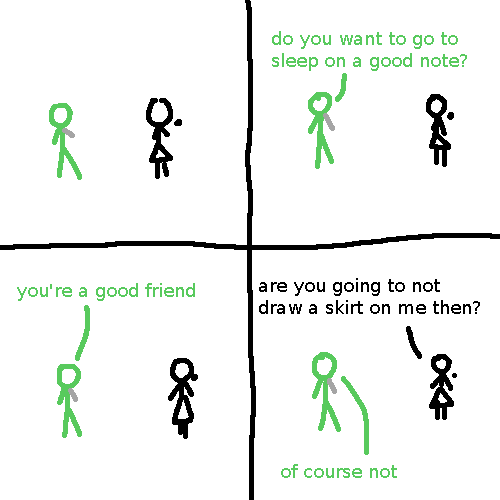 do you want to go to
sleep on a good note?
you're a good friend
are you going to not
draw a skirt on me then?
of course not